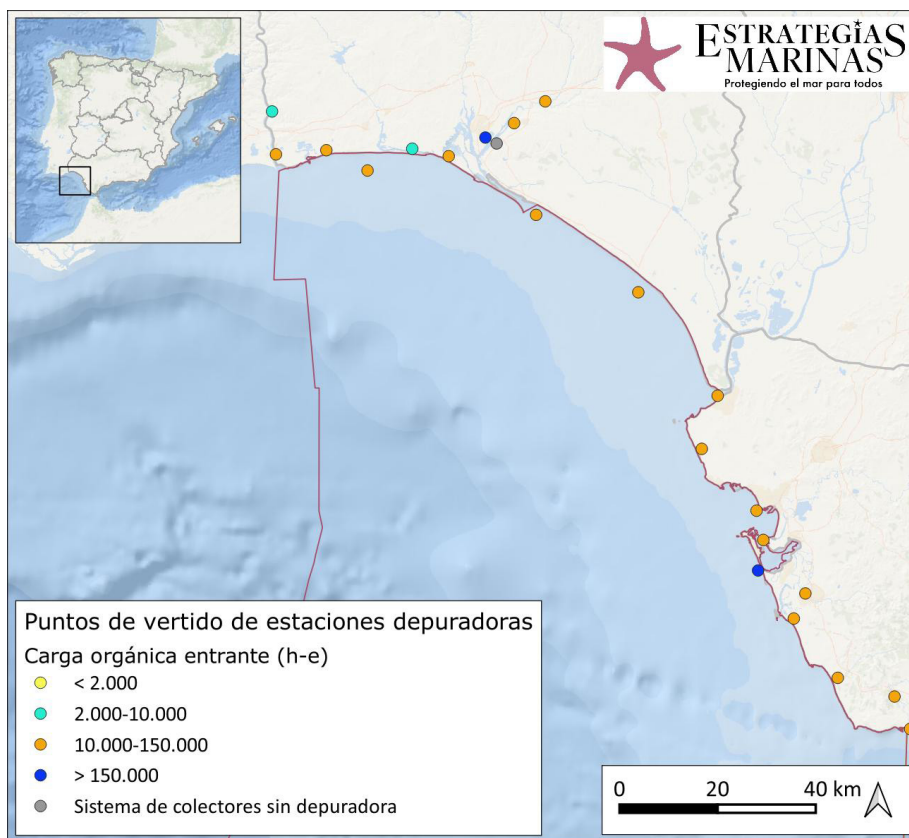 ESTRATEGIAS
MARINAS
Protegiendo el mar para todos
Puntos de vertido de estaciones depuradoras
Carga orgánica entrante (h-e)
< 2.000
2.000-10.000
10.000-150.000
> 150.000
Sistema de colectores sin depuradora
0 20 40 km